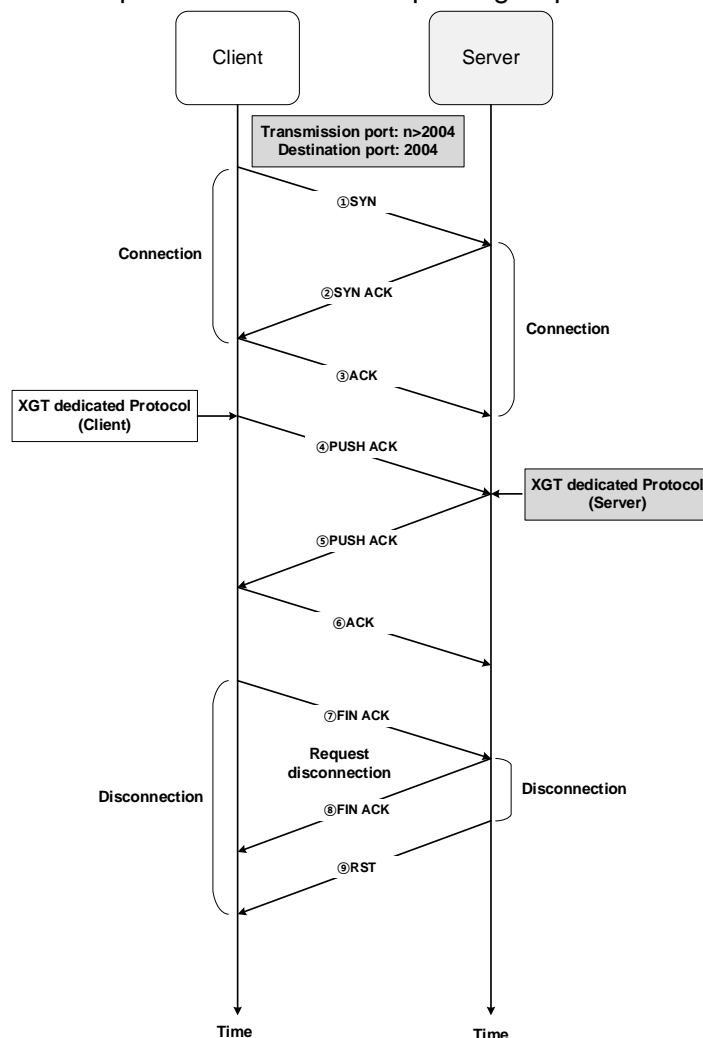 Client
Server
Transmission port: n>2004
Destination port: 2004
①SYN
Connection
②SYN ACK
Connection
③ACK
XGT dedicated Protocol
(Client)
④PUSH ACK
XGT dedicated Protocol
(Server)
⑤PUSH ACK
⑥ACK
⑦FIN ACK
Request
disconnection
Disconnection
Disconnection
⑧FIN ACK
⑨RST
Time
Time